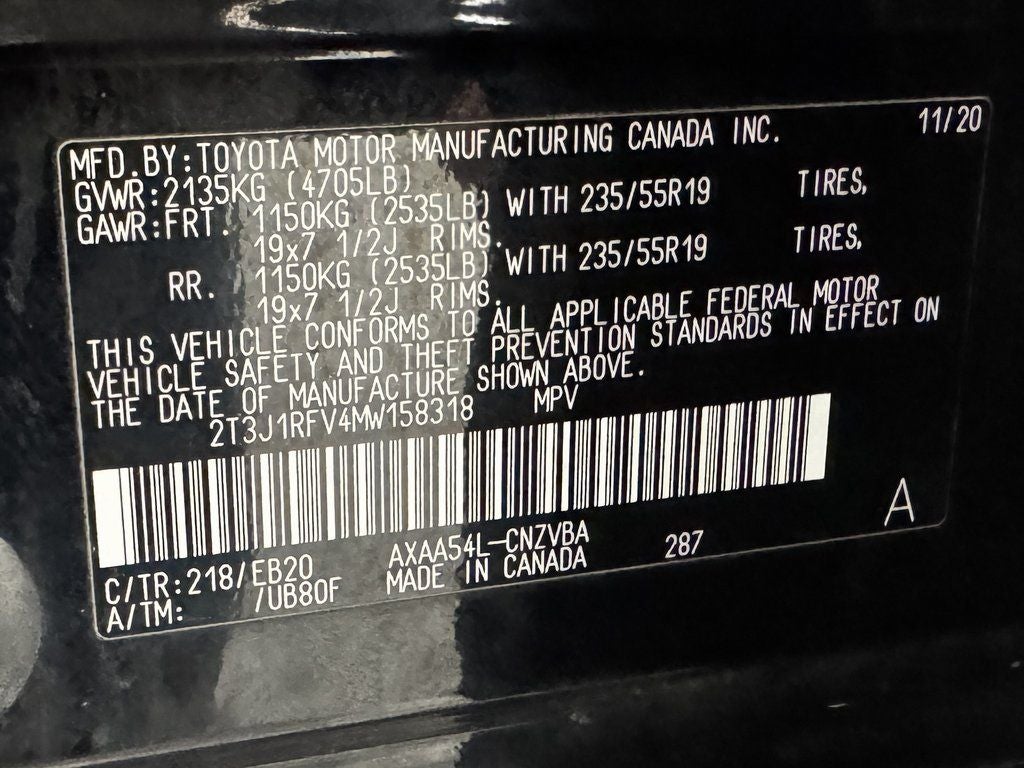 MFD.BY:TOYOTA MOTOR MANUFACTURING CANADA INC. 11/20
GVWR:2135KG (4705LB)
GAWR:FRT. 1150KG (2535LB) WITH 235/55R19 TIRES,
19x7 1/2J RIMS.
RR. 1150KG (2535LB) WITH 235/55R19 TIRES,
19x7 1/2J RIMS.
THIS VEHICLE CONFORMS TO ALL APPLICABLE FEDERAL MOTOR
VEHICLE SAFETY AND THEFT PREVENTION STANDARDS IN EFFECT ON
THE DATE OF MANUFACTURE SHOWN ABOVE.
2T3J1RFV4MW158318 MPV
A
C/TR:218/EB20 AXAA54L-CNZVBA 287
A/TM: /UB80F MADE IN CANADA